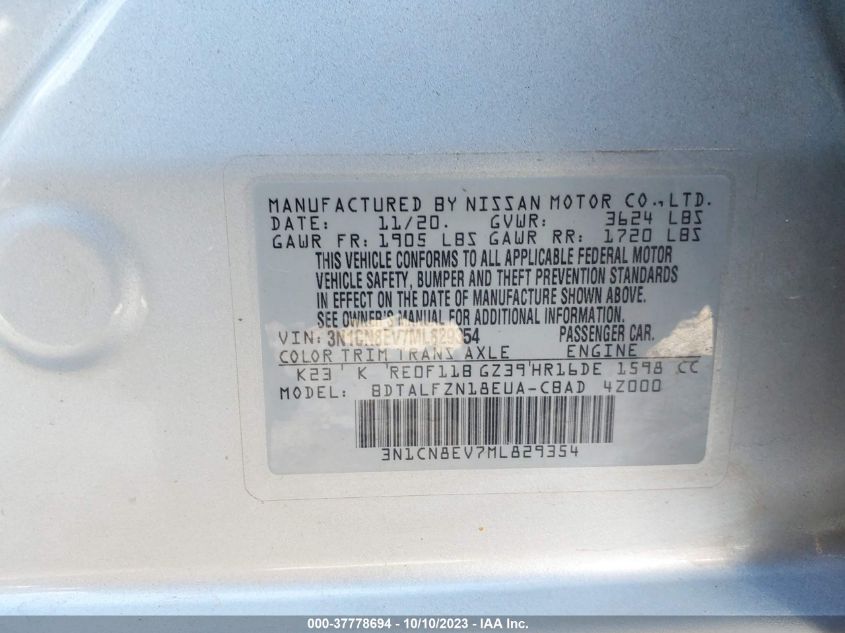 MANUFACTURED BY NISSAN MOTOR CO., LTD.
DATE: 11/20. GVWR: 3624 LBS
GAWR FR: 1905 LBS GAWR RR: 1720 LBS
THIS VEHICLE CONFORMS TO ALL APPLICABLE FEDERAL MOTOR
VEHICLE SAFETY, BUMPER AND THEFT PREVENTION STANDARDS
IN EFFECT ON THE DATE OF MANUFACTURE SHOWN ABOVE.
SEE OWNER'S MANUAL FOR ADDITIONAL INFORMATION.
VIN: 3N1CN8EV7ML829354 PASSENGER CAR.
COLOR TRIM TRANS AXLE ENGINE
K23 K RE0F11B GZ39 HR16DE 1598 CC
MODEL: BDTALFZN18EUA-CBAD 4Z000
3N1CN8EV7ML829354
000-37778694 - 10/10/2023 - IAA Inc.